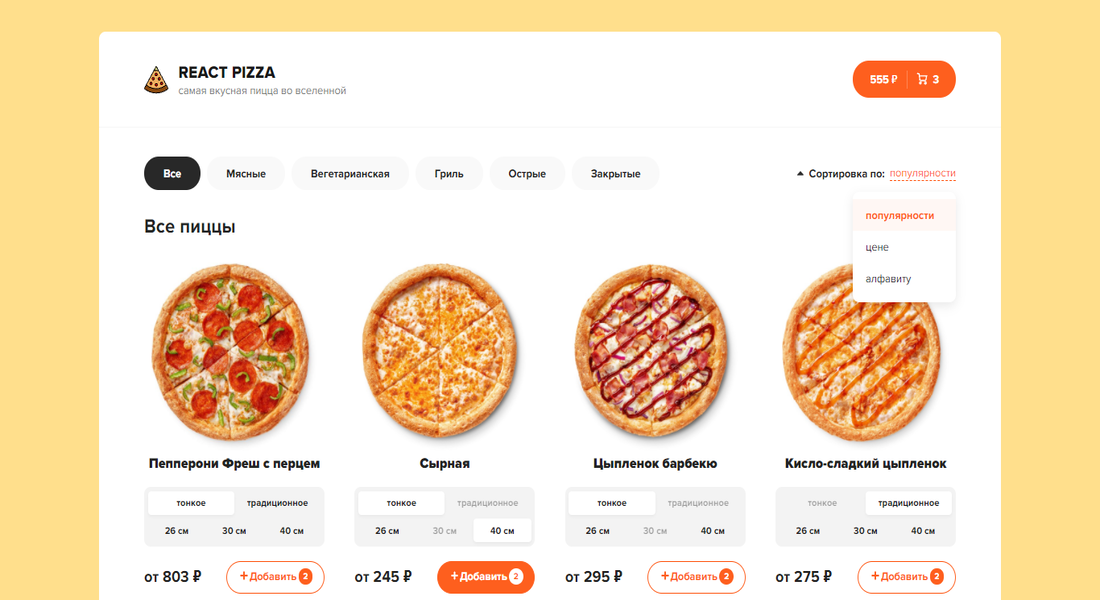 REACT PIZZA
самая вкусная пицца во вселенной
555 ₽ 3
Все Мясные Вегетарианская Гриль Острые Закрытые
Сортировка по: популярности
популярности
цене
алфавиту
Все пиццы
Пепперони Фреш с перцем Сырная Цыпленок барбекю Кисло-сладкий цыпленок
тонкое традиционное тонкое традиционное тонкое традиционное тонкое традиционное
26 см 30 см 40 см 26 см 30 см 40 см 26 см 30 см 40 см 26 см 30 см 40 см
от 803 ₽ + Добавить 2 от 245 ₽ + Добавить 2 от 295 ₽ + Добавить 2 от 275 ₽ + Добавить 2